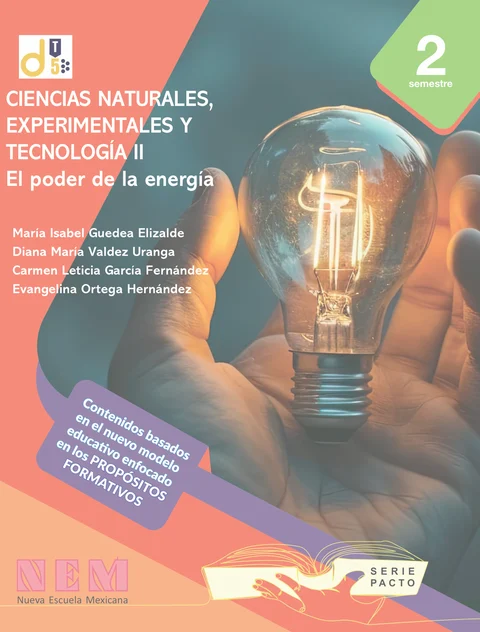 d
T
5
2
semestre
CIENCIAS NATURALES,
EXPERIMENTALES Y
TECNOLOGÍA II
El poder de la energía
María Isabel Guedea Elizalde
Diana María Valdez Uranga
Carmen Leticia García Fernández
Evangelina Ortega Hernández
Contenidos basados
en el nuevo modelo
educativo enfocado
en los PROPÓSITOS
FORMATIVOS
NEM
Nueva Escuela Mexicana
SERIE
PACTO